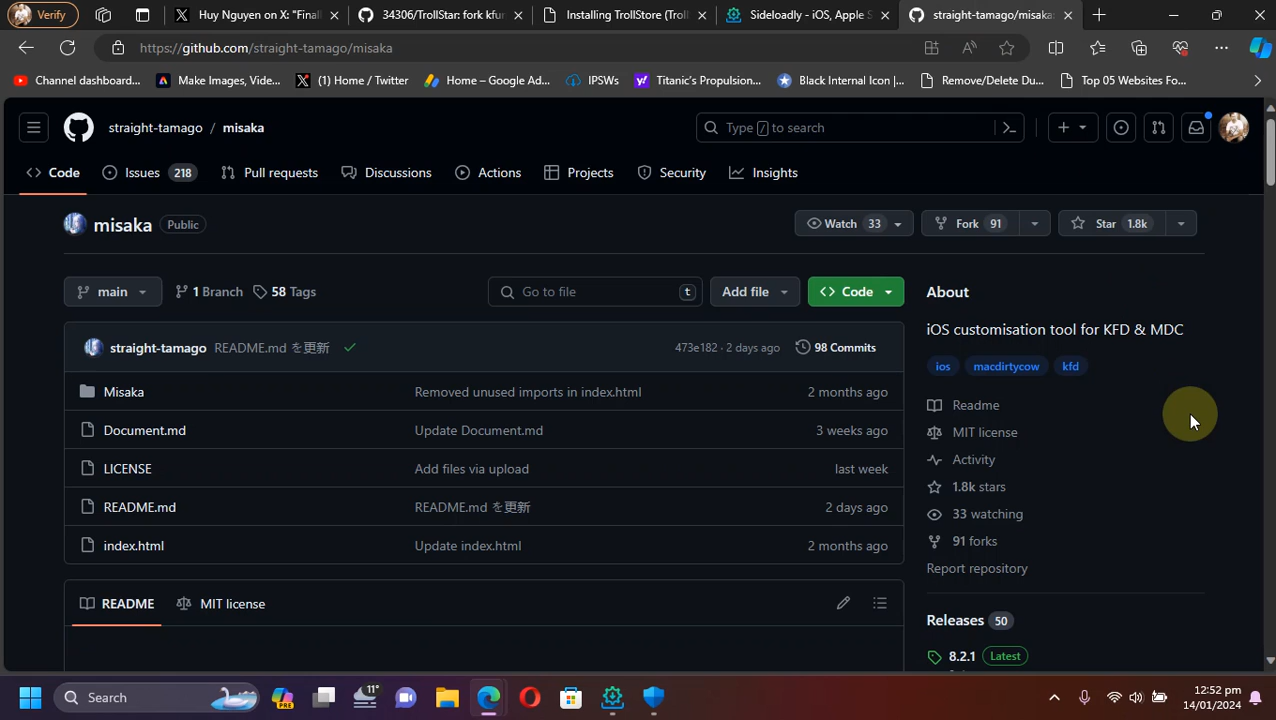 Verify
Huy Nguyen on X: "Final
34306/TrollStore
Installing TrollStore (Troll
Sideloadly - iOS, Apple S
straight-tamago/misaka:
https://github.com/straight-tamago/misaka
Channel dashboard...
Make Images, Vide...
(1) Home / Twitter
Home – Google Ad...
IPSWs
Titanic's Propulsion...
Black Interna Icon |...
Remove/Delete Du...
Top 05 Websites Fo...
straight-tamago / misaka
Type / to search
Code
Issues 218
Pull requests
Discussions
Actions
Projects
Security
Insights
misaka Public
Watch 33
Fork 91
Star 1.8k
main
1 Branch
58 Tags
Go to file t
Add file
<> Code
straight-tamago README.md を更新
473e182 · 2 days ago
98 Commits
Misaka Removed unused imports in index.html 2 months ago
Document.md Update Document.md 3 weeks ago
LICENSE Add files via upload last week
README.md README.md を更新 2 days ago
index.html Update index.html 2 months ago
README
MIT license
About
iOS customisation tool for KFD & MDC
ios macdirtycow kfd
Readme
MIT license
Activity
1.8k stars
33 watching
91 forks
Report repository
Releases 50
8.2.1 Latest
Search
PRE
11°
12:52 pm
14/01/2024